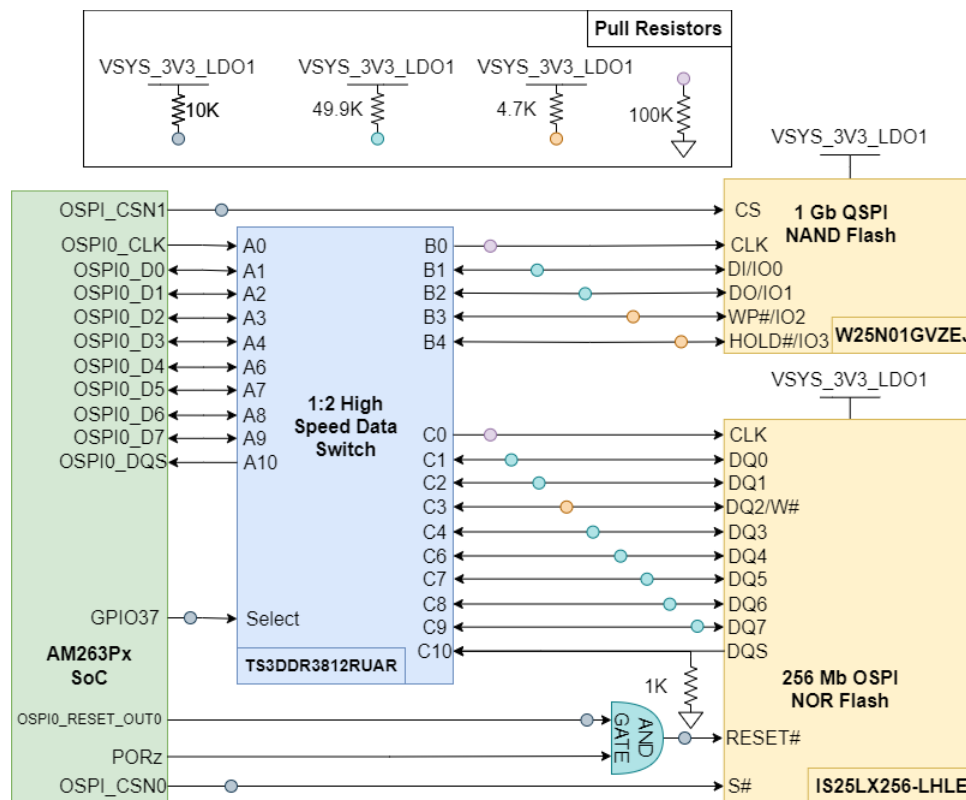 Pull Resistors
VSYS_3V3_LDO1
VSYS_3V3_LDO1
VSYS_3V3_LDO1
10K
49.9K
4.7K
100K
VSYS_3V3_LDO1
OSPI_CSN1
OSPI0_CLK
OSPI0_D0
OSPI0_D1
OSPI0_D2
OSPI0_D3
OSPI0_D4
OSPI0_D5
OSPI0_D6
OSPI0_D7
OSPI0_DQS
GPIO37
AM263Px
SoC
OSPI0_RESET_OUT0
PORz
OSPI_CSN0
A0
A1
A2
A3
A4
A6
A7
A8
A9
A10
1:2 High
Speed Data
Switch
Select
TS3DDR3812RUAR
B0
B1
B2
B3
B4
C0
C1
C2
C3
C4
C6
C7
C8
C9
C10
1K
AND
GATE
CS
1 Gb QSPI
NAND Flash
CLK
DI/IO0
DO/IO1
WP#/IO2
HOLD#/IO3
W25N01GVZEJ
VSYS_3V3_LDO1
CLK
DQ0
DQ1
DQ2/W#
DQ3
DQ4
DQ5
DQ6
DQ7
DQS
256 Mb OSPI
NOR Flash
RESET#
S#
IS25LX256-LHLE